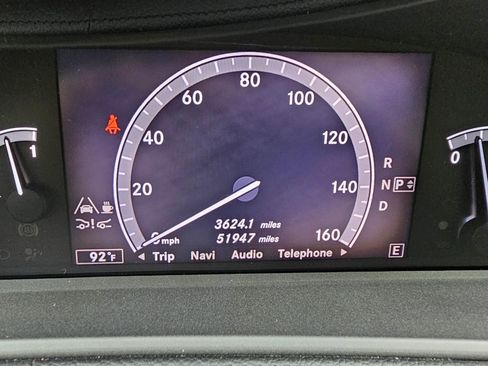 80
60
100
40
120
20
140
0 mph
160
3624.1 miles
51947 miles
R
N P
D
92°F
Trip Navi Audio Telephone
E
1
0